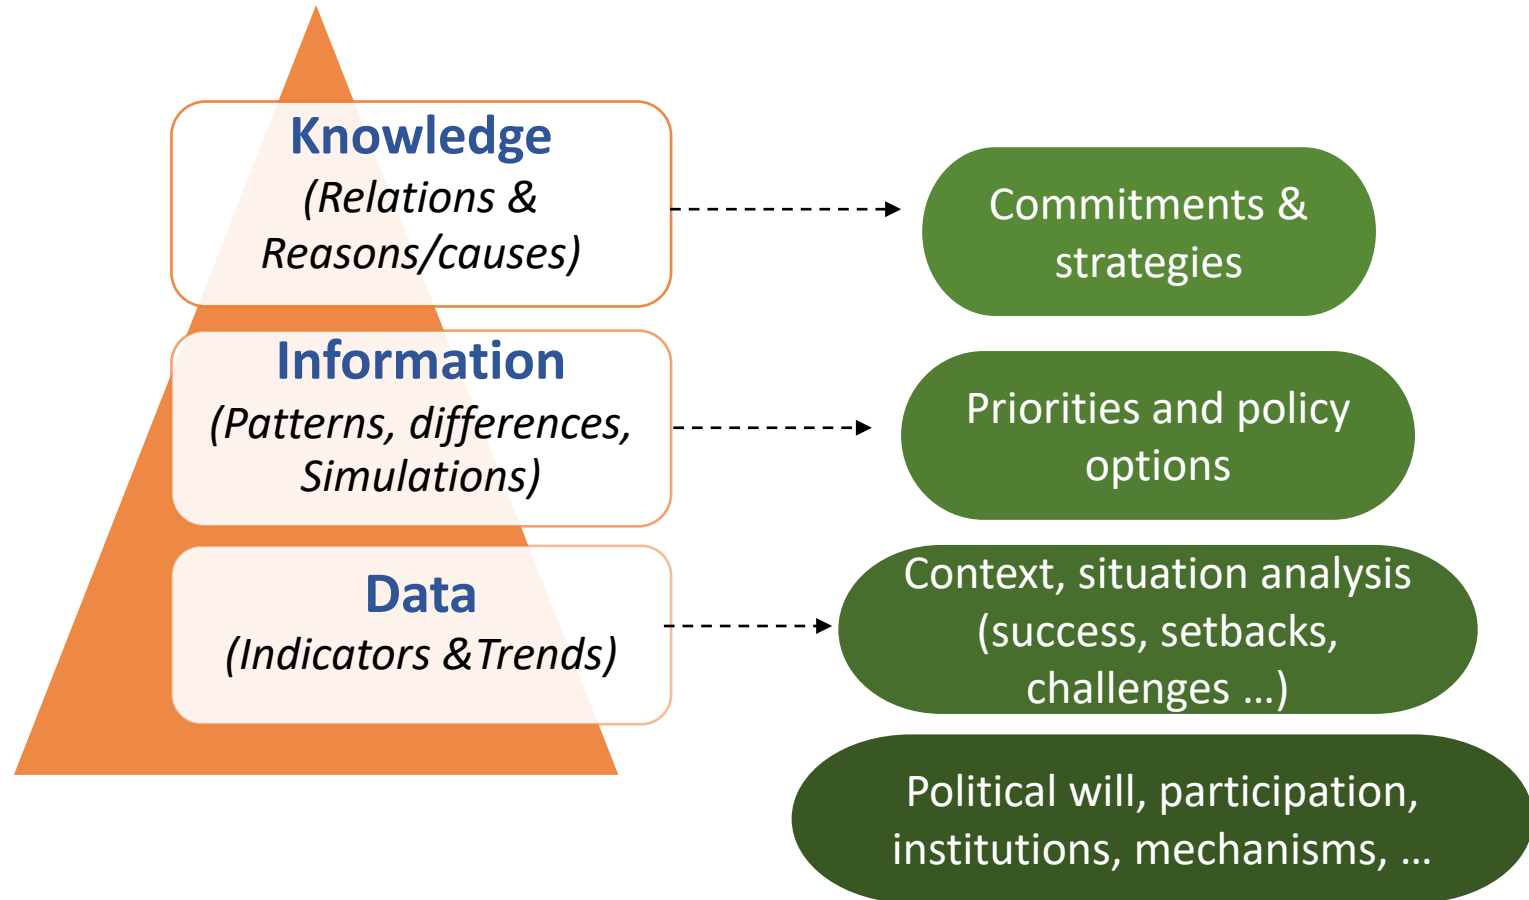 Knowledge
(Relations &
Reasons/causes)
Commitments &
strategies
Information
(Patterns, differences,
Simulations)
Priorities and policy
options
Data
(Indicators &Trends)
Context, situation analysis
(success, setbacks,
challenges ...)
Political will, participation,
institutions, mechanisms, ...